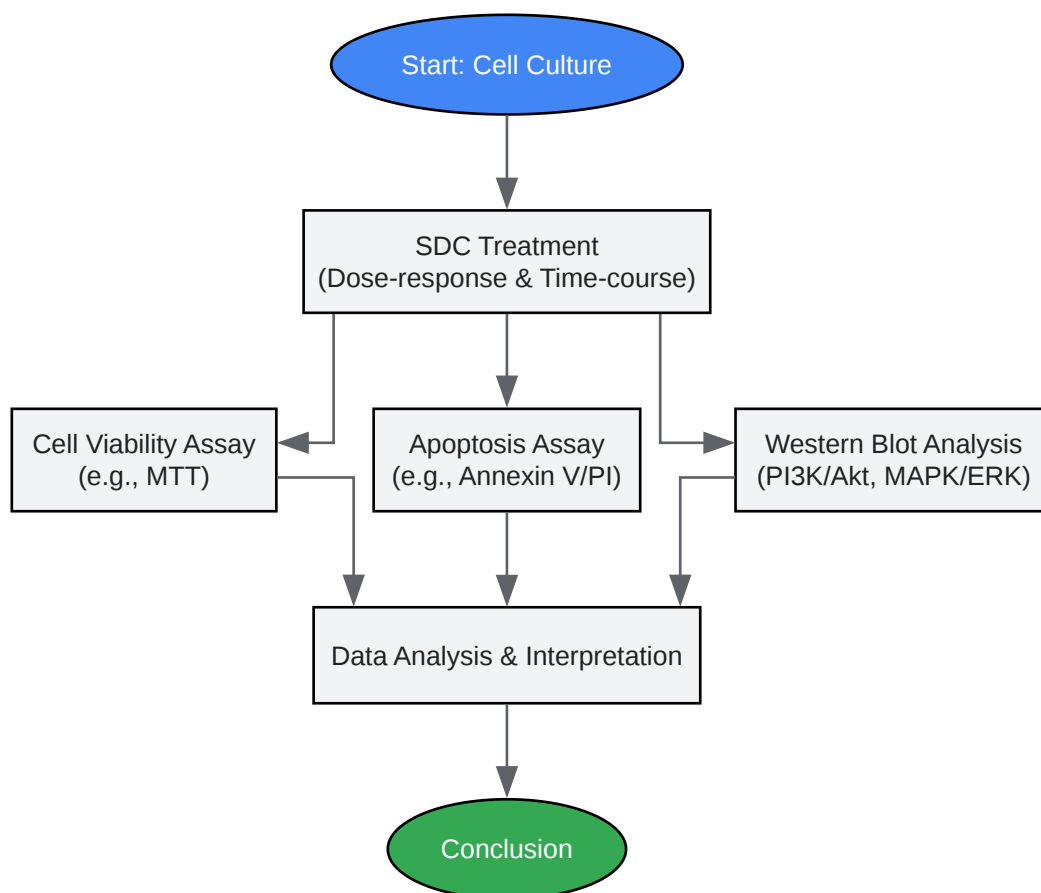 Start: Cell Culture
SDC Treatment
(Dose-response & Time-course)
Cell Viability Assay
(e.g., MTT)
Apoptosis Assay
(e.g., Annexin V/PI)
Western Blot Analysis
(PI3K/Akt, MAPK/ERK)
Data Analysis & Interpretation
Conclusion